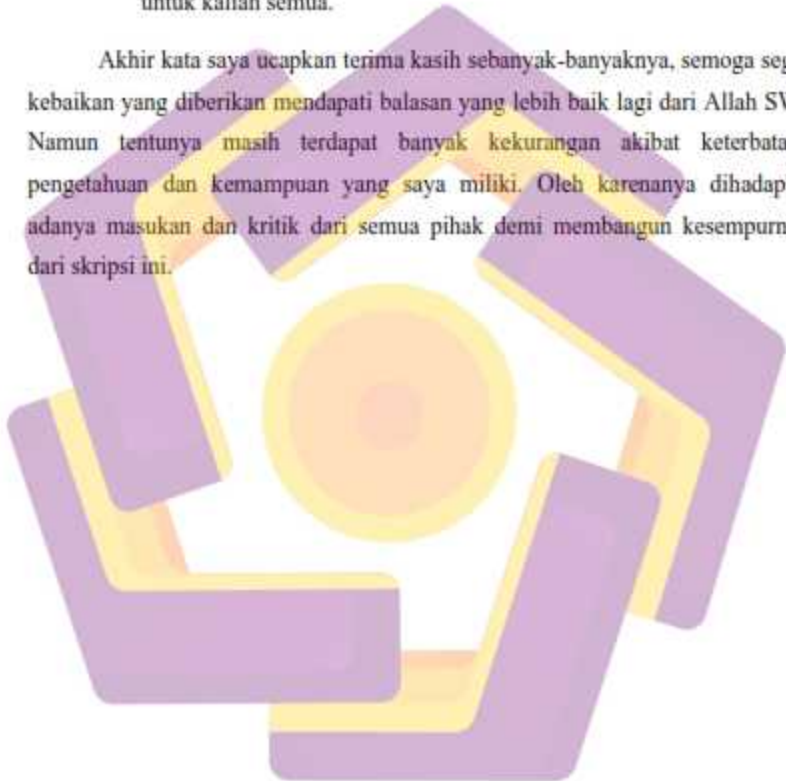 untuk kalian semua.
Akhir kata saya ucapkan terima kasih sebanyak-banyaknya, semoga seg
kebaikan yang diberikan mendapati balasan yang lebih baik lagi dari Allah SV
Namun tentunya masih terdapat banyak kekurangan akibat keterbata
pengetahuan dan kemampuan yang saya miliki. Oleh karenanya dihadap
adanya masukan dan kritik dari semua pihak demi membangun kesempurn
dari skripsi ini.